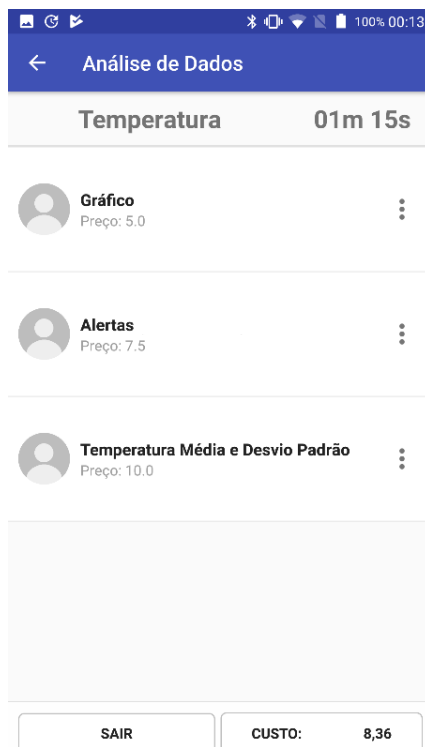 100% 00:13
Análise de Dados
Temperatura 01m 15s
Gráfico
Preço: 5.0
Alertas
Preço: 7.5
Temperatura Média e Desvio Padrão
Preço: 10.0
SAIR CUSTO: 8,36